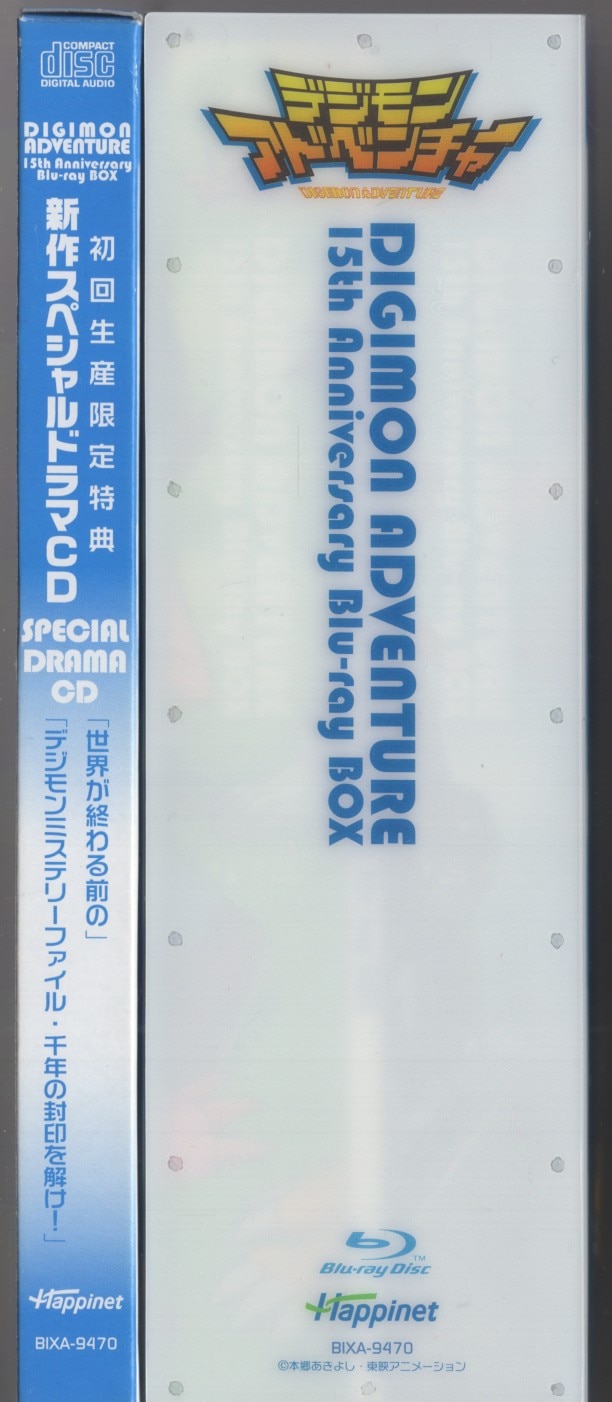 COMPACT
disc
DIGITAL AUDIO
DIGIMON
ADVENTURE
15th Anniversary
Blu-ray BOX
初回生産限定特典
新作スペシャルドラマCD
SPECIAL
DRAMA
CD
「世界が終わる前の」
「デジモンミステリーファイル・千年の封印を解け!」
Happinet
BIXA-9470
デジモン
アドベンチャー
DIGIMON ADVENTURE
DIGIMON ADVENTURE
15th Anniversary Blu-ray BOX
Blu-ray Disc™
Happinet
BIXA-9470
©本郷あきよし・東映アニメーション